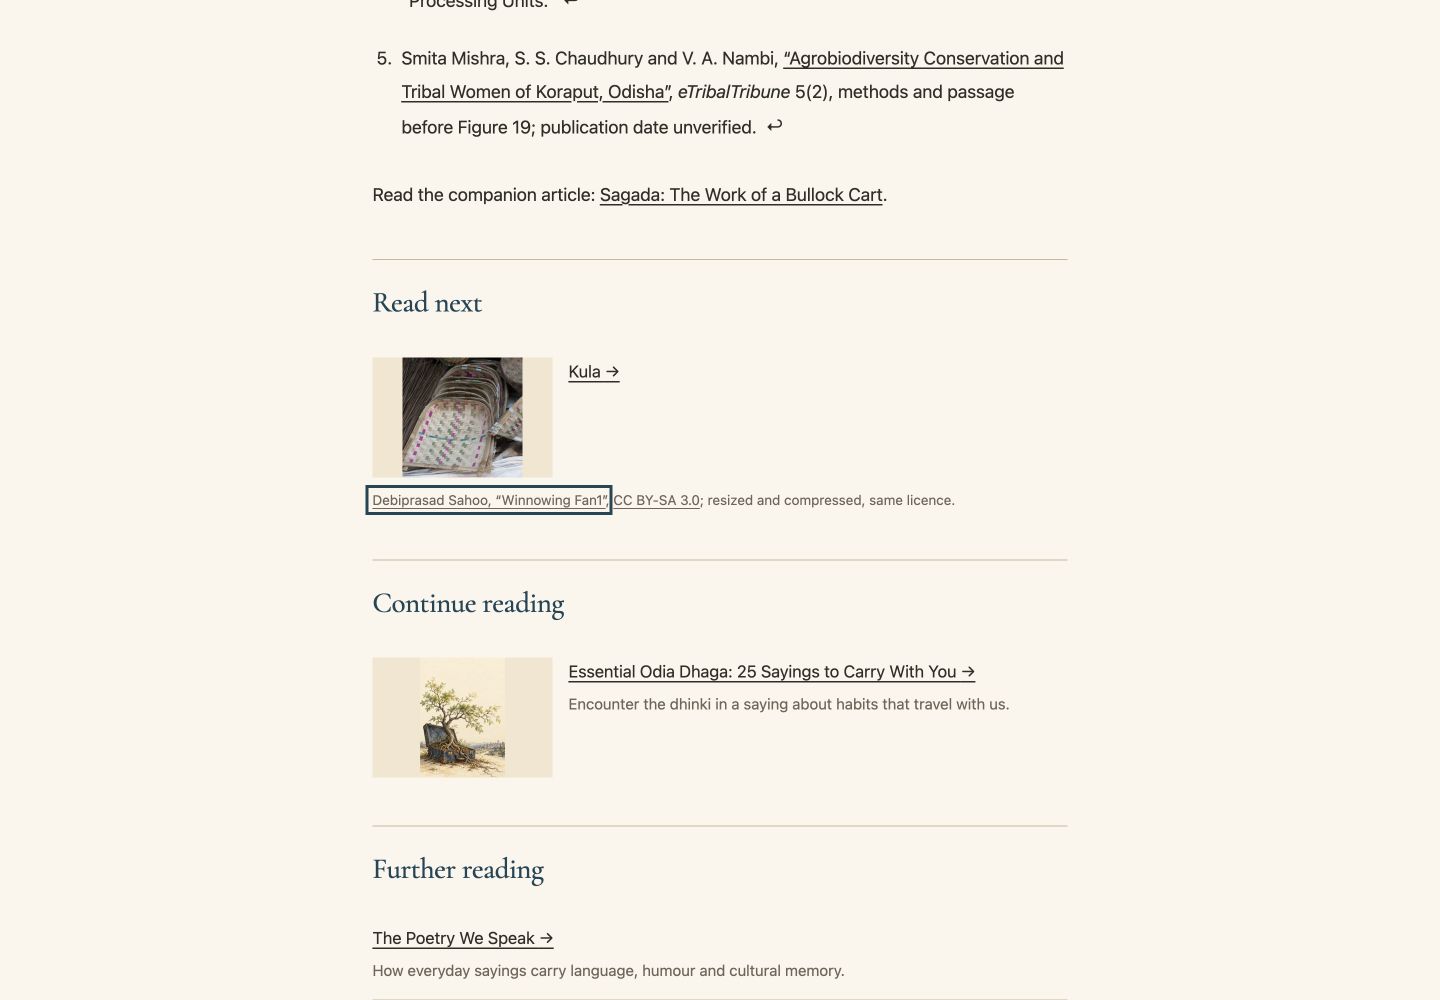 Processing Units. ↩
5. Smita Mishra, S. S. Chaudhury and V. A. Nambi, “Agrobiodiversity Conservation and
Tribal Women of Koraput, Odisha”, eTribalTribune 5(2), methods and passage
before Figure 19; publication date unverified. ↩
Read the companion article: Sagada: The Work of a Bullock Cart.
Read next
Kula →
Debiprasad Sahoo, “Winnowing Fan1”, CC BY-SA 3.0; resized and compressed, same licence.
Continue reading
Essential Odia Dhaga: 25 Sayings to Carry With You →
Encounter the dhinki in a saying about habits that travel with us.
Further reading
The Poetry We Speak →
How everyday sayings carry language, humour and cultural memory.